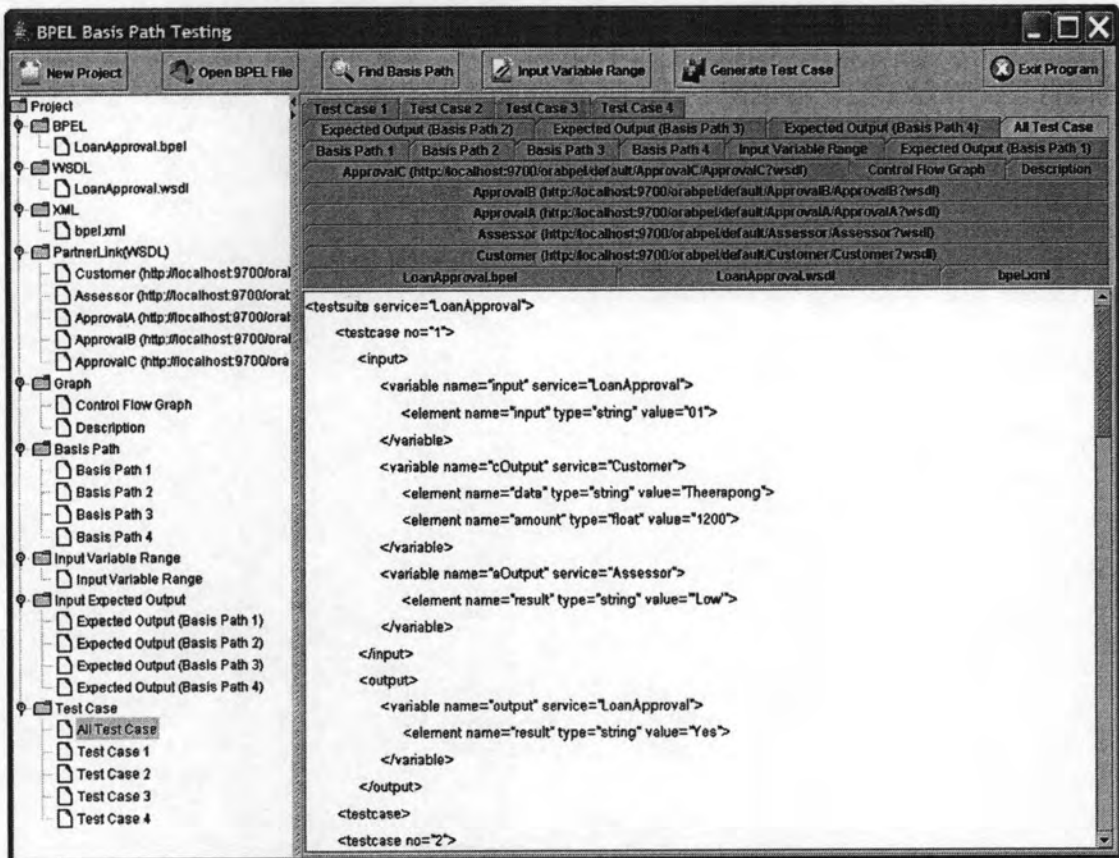 BPEL Basis Path Testing
New Project Open BPEL File Find Basis Path Input Variable Range Generate Test Case Exit Program
Project
BPEL
LoanApproval.bpel
WSDL
LoanApproval.wsdl
XML
bpel.xml
PartnerLink(WSDL)
Customer (http://localhost:9700/oral
Assessor (http://localhost:9700/orat
ApprovalA (http://localhost:9700/oral
ApprovalB (http://localhost:9700/oral
ApprovalC (http://localhost:9700/ora
Graph
Control Flow Graph
Description
Basis Path
Basis Path 1
Basis Path 2
Basis Path 3
Basis Path 4
Input Variable Range
Input Variable Range
Input Expected Output
Expected Output (Basis Path 1)
Expected Output (Basis Path 2)
Expected Output (Basis Path 3)
Expected Output (Basis Path 4)
Test Case
All Test Case
Test Case 1
Test Case 2
Test Case 3
Test Case 4
Test Case 1 Test Case 2 Test Case 3 Test Case 4
Expected Output (Basis Path 2) Expected Output (Basis Path 3) Expected Output (Basis Path 4) All Test Case
Basis Path 1 Basis Path 2 Basis Path 3 Basis Path 4 Input Variable Range Expected Output (Basis Path 1)
ApprovalC (http://localhost:9700/orabpel/default/ApprovalC/ApprovalC?wsdl) Control Flow Graph Description
ApprovalB (http://localhost:9700/orabpel/default/ApprovalB/ApprovalB?wsdl)
ApprovalA (http://localhost:9700/orabpel/default/ApprovalA/ApprovalA?wsdl)
Assessor (http://localhost:9700/orabpel/default/Assessor/Assessor?wsdl)
Customer (http://localhost:9700/orabpel/default/Customer/Customer?wsdl)
LoanApproval.bpel LoanApproval.wsdl bpel.xml
<testsuite service="LoanApproval">
<testcase no="1">
<input>
<variable name="input" service="LoanApproval">
<element name="input" type="string" value="01">
</variable>
<variable name="cOutput" service="Customer">
<element name="data" type="string" value="Theerapong">
<element name="amount" type="float" value="1200">
</variable>
<variable name="aOutput" service="Assessor">
<element name="result" type="string" value="Low">
</variable>
</input>
<output>
<variable name="output" service="LoanApproval">
<element name="result" type="string" value="Yes">
</variable>
</output>
<testcase>
<testcase no="2">